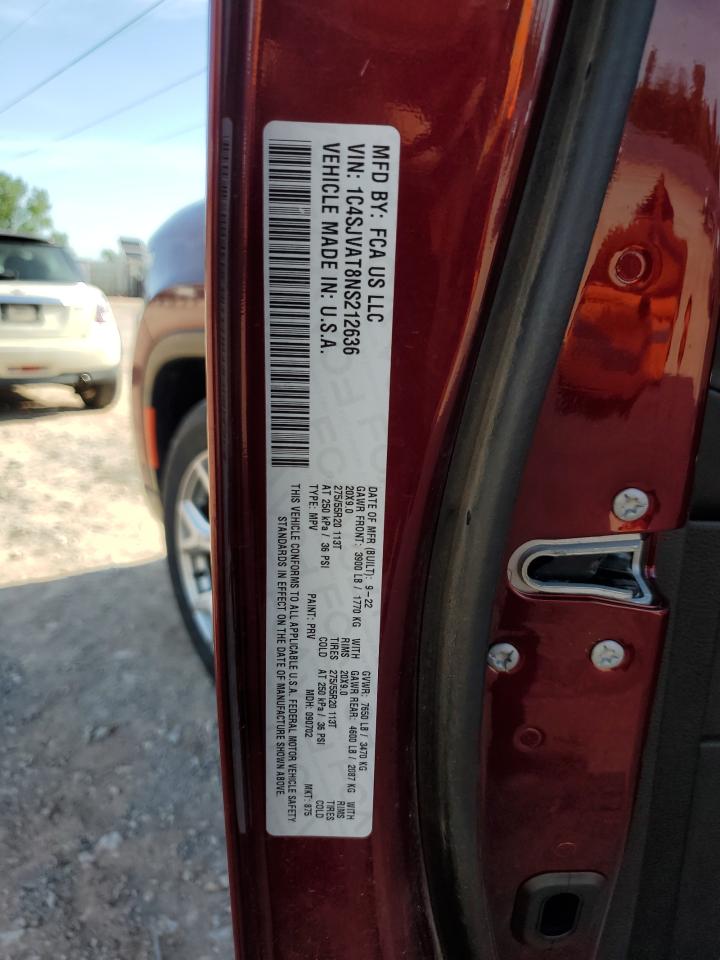 MFD BY: FCA US LLC
VIN: 1C4SJVAT8NS212636
VEHICLE MADE IN: U.S.A.
DATE OF MFR (BUILT): 9-22 GVWR: 7650 LB / 3470 KG
GAWR FRONT: 3900 LB / 1770 KG WITH GAWR REAR: 4600 LB / 2087 KG WITH
20X9.0 RIMS 20X9.0 RIMS
275/55R20 113T TIRES 275/55R20 113T TIRES
AT 250 kPa / 36 PSI COLD AT 250 kPa / 36 PSI COLD
TYPE: MPV PAINT: PRV MDH: 090702 MKT: 875
THIS VEHICLE CONFORMS TO ALL APPLICABLE U.S.A. FEDERAL MOTOR VEHICLE SAFETY
STANDARDS IN EFFECT ON THE DATE OF MANUFACTURE SHOWN ABOVE.